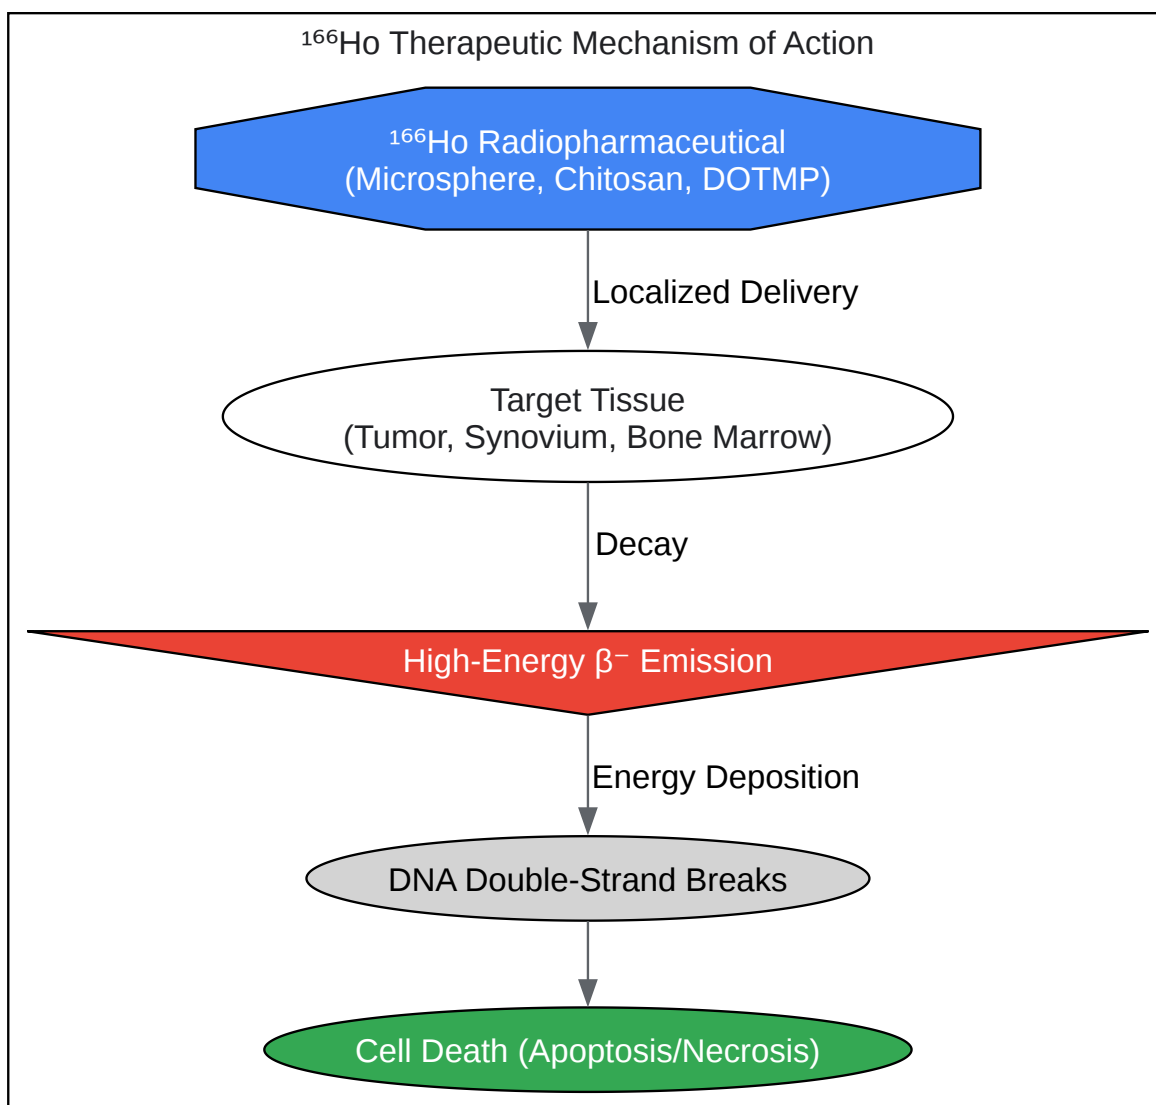 ¹⁶⁶Ho Therapeutic Mechanism of Action
¹⁶⁶Ho Radiopharmaceutical
(Microsphere, Chitosan, DOTMP)
Localized Delivery
Target Tissue
(Tumor, Synovium, Bone Marrow)
Decay
High-Energy β⁻ Emission
Energy Deposition
DNA Double-Strand Breaks
Cell Death (Apoptosis/Necrosis)